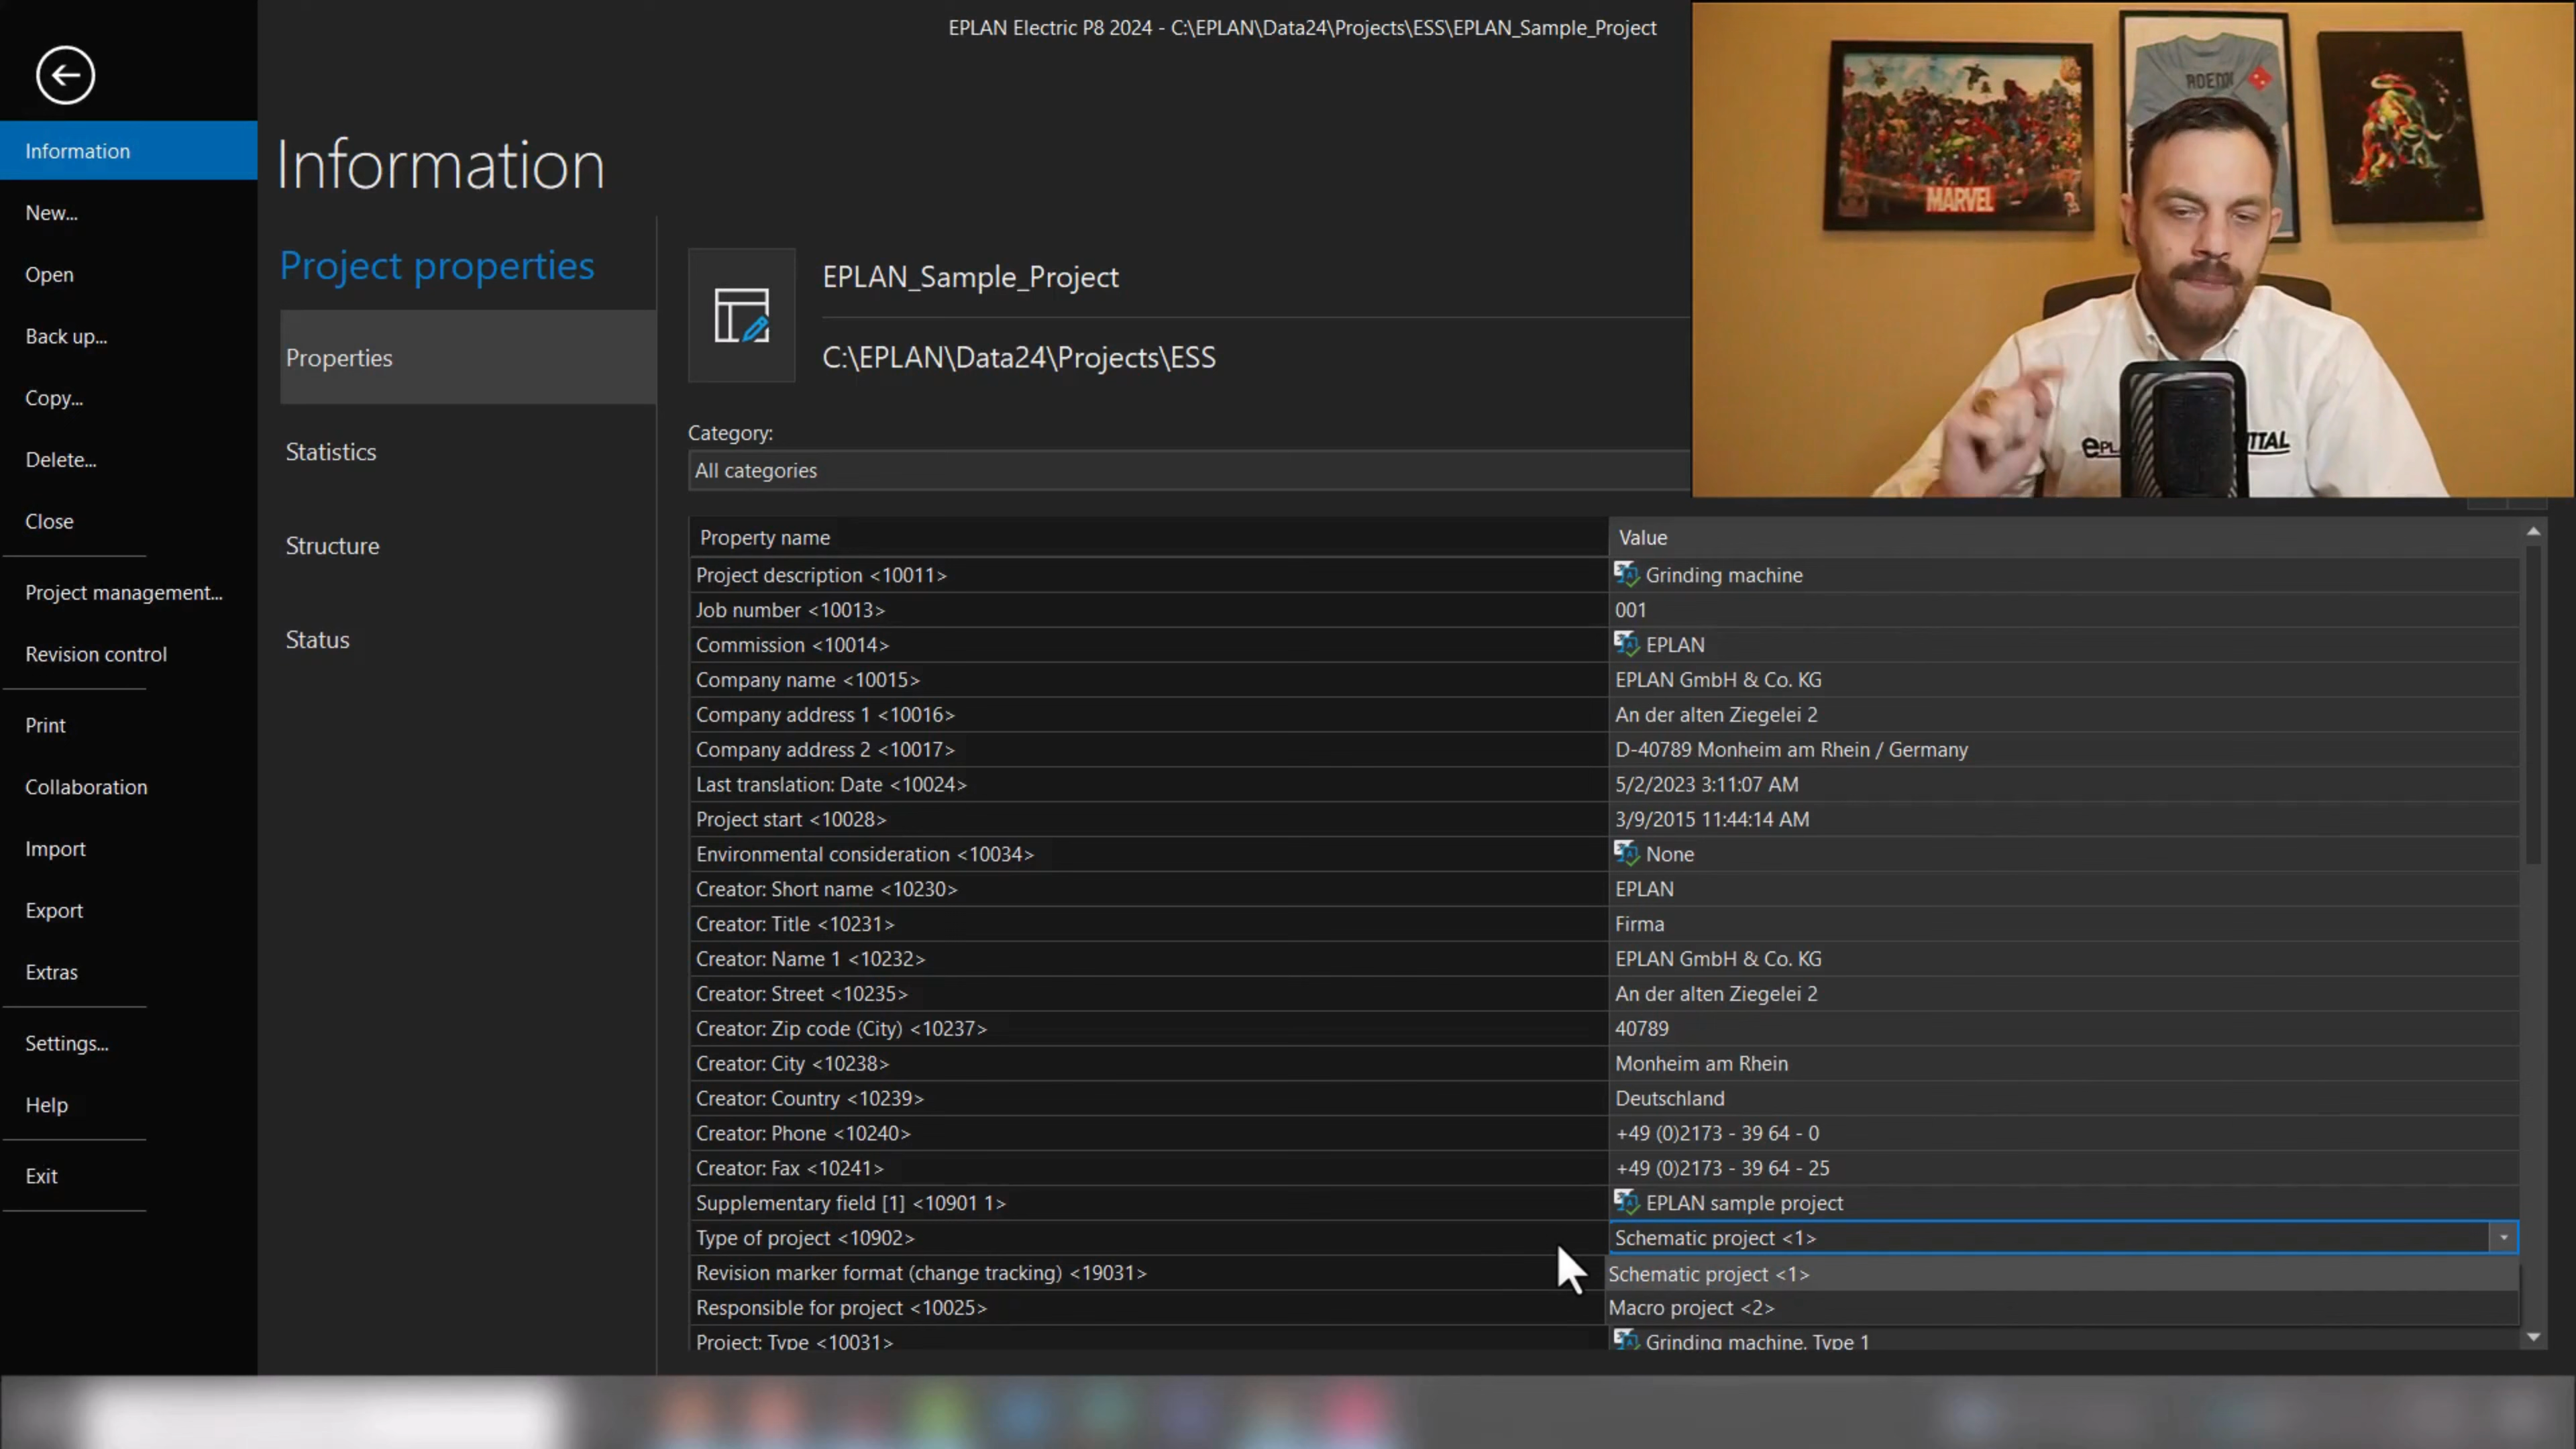 EPLAN Electric P8 2024 - C:\EPLAN\Data24\Projects\ESS\EPLAN_Sample_Project
Information
New...
Open
Back up...
Copy...
Delete...
Close
Project management...
Revision control
Print
Collaboration
Import
Export
Extras
Settings...
Help
Exit
Information
Project properties
Properties
Statistics
Structure
Status
EPLAN_Sample_Project
C:\EPLAN\Data24\Projects\ESS
Category:
All categories
Property name Value
Project description <10011> Grinding machine
Job number <10013> 001
Commission <10014> EPLAN
Company name <10015> EPLAN GmbH & Co. KG
Company address 1 <10016> An der alten Ziegelei 2
Company address 2 <10017> D-40789 Monheim am Rhein / Germany
Last translation: Date <10024> 5/2/2023 3:11:07 AM
Project start <10028> 3/9/2015 11:44:14 AM
Environmental consideration <10034> None
Creator: Short name <10230> EPLAN
Creator: Title <10231> Firma
Creator: Name 1 <10232> EPLAN GmbH & Co. KG
Creator: Street <10235> An der alten Ziegelei 2
Creator: Zip code (City) <10237> 40789
Creator: City <10238> Monheim am Rhein
Creator: Country <10239> Deutschland
Creator: Phone <10240> +49 (0)2173 - 39 64 - 0
Creator: Fax <10241> +49 (0)2173 - 39 64 - 25
Supplementary field [1] <10901 1> EPLAN sample project
Type of project <10902> Schematic project <1>
Revision marker format (change tracking) <19031> Schematic project <1>
Responsible for project <10025> Macro project <2>
Project: Type <10031> Grinding machine, Type 1
MARVEL